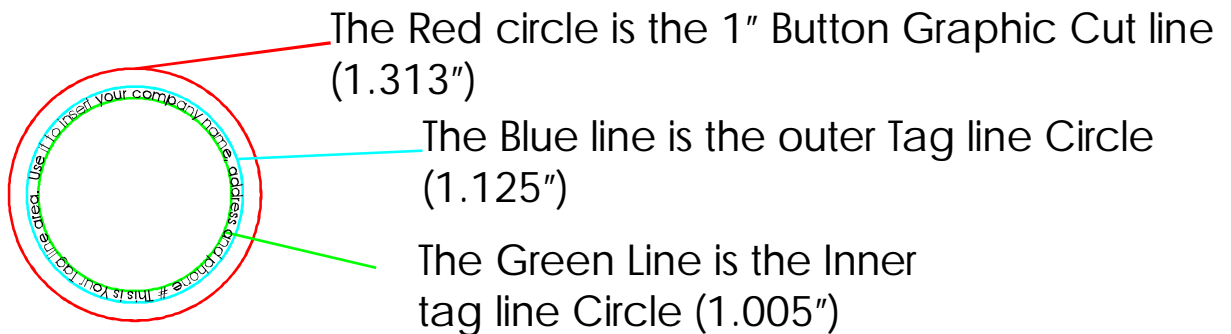 The Red circle is the 1" Button Graphic Cut line
(1.313")
The Blue line is the outer Tag line Circle
(1.125")
The Green Line is the Inner
tag line Circle (1.005")
This is Your Tag line area. Use it to insert your company name, address and phone #